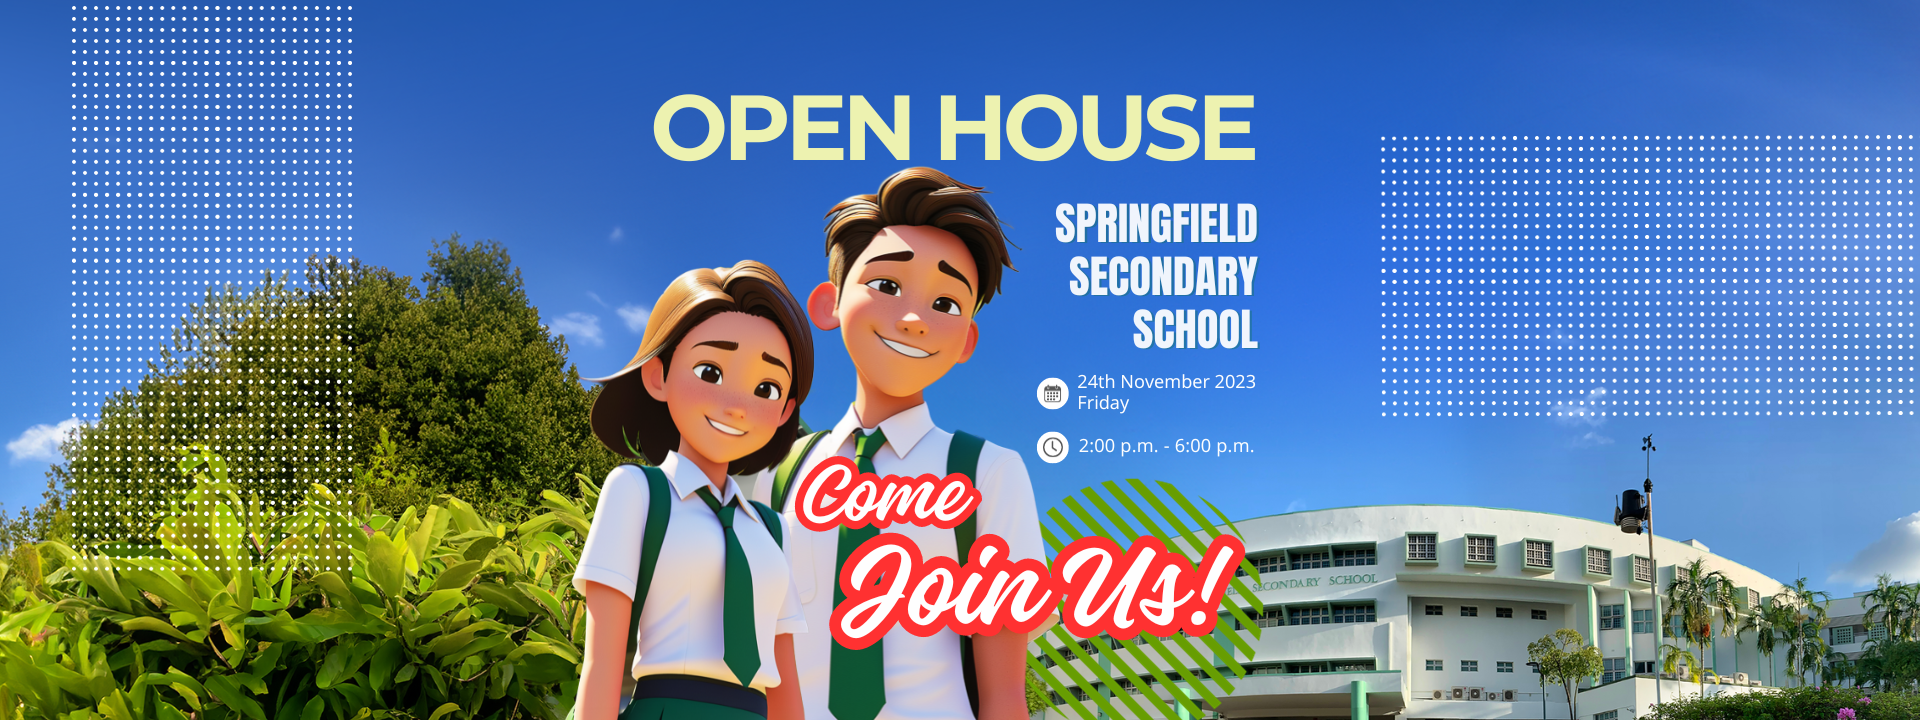 OPEN HOUSE
SPRINGFIELD
SECONDARY
SCHOOL
24th November 2023
Friday
2:00 p.m. - 6:00 p.m.
Come
Join Us!
SECONDARY SCHOOL